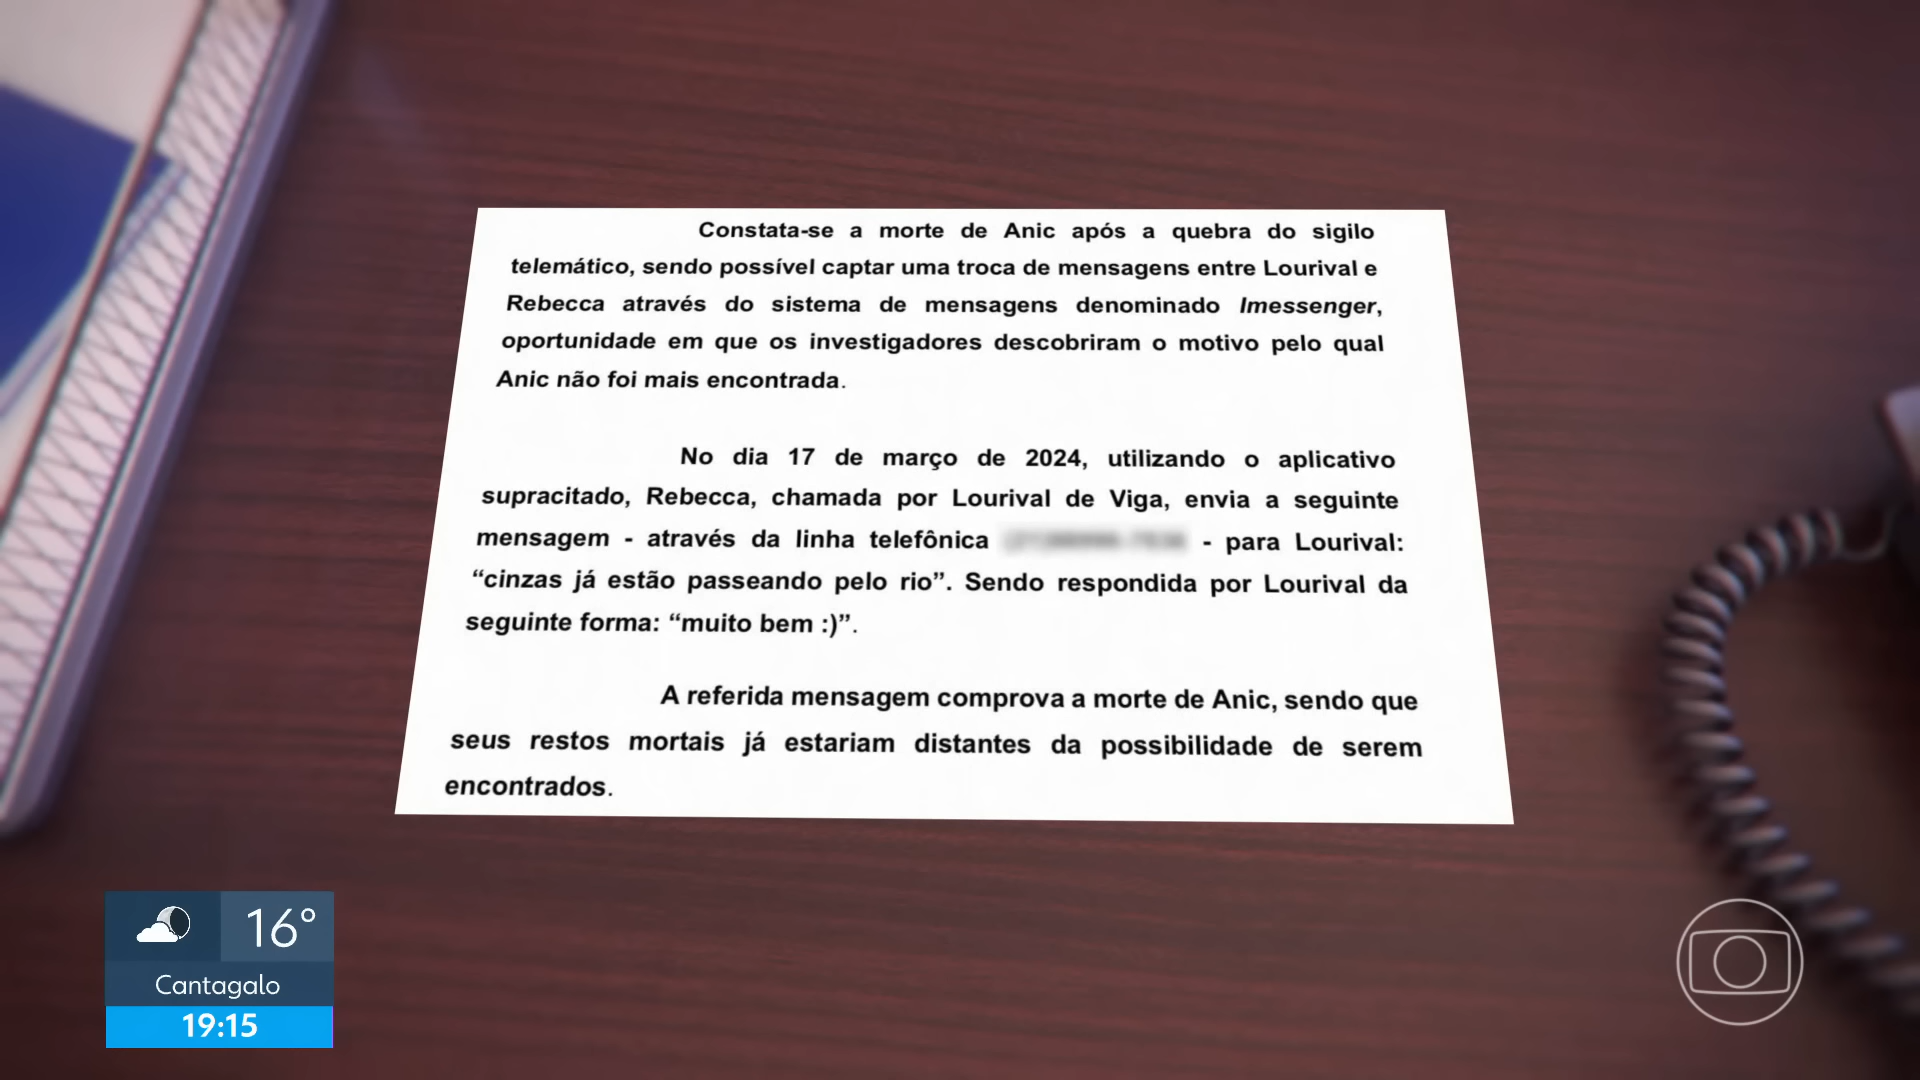 Constata-se a morte de Anic após a quebra do sigilo
telemático, sendo possível captar uma troca de mensagens entre Lourival e
Rebecca através do sistema de mensagens denominado Imessenger,
oportunidade em que os investigadores descobriram o motivo pelo qual
Anic não foi mais encontrada.
No dia 17 de março de 2024, utilizando o aplicativo
supracitado, Rebecca, chamada por Lourival de Viga, envia a seguinte
mensagem - através da linha telefônica - para Lourival:
“cinzas já estão passeando pelo rio”. Sendo respondida por Lourival da
seguinte forma: “muito bem :)”.
A referida mensagem comprova a morte de Anic, sendo que
seus restos mortais já estariam distantes da possibilidade de serem
encontrados.
16°
Cantagalo
19:15